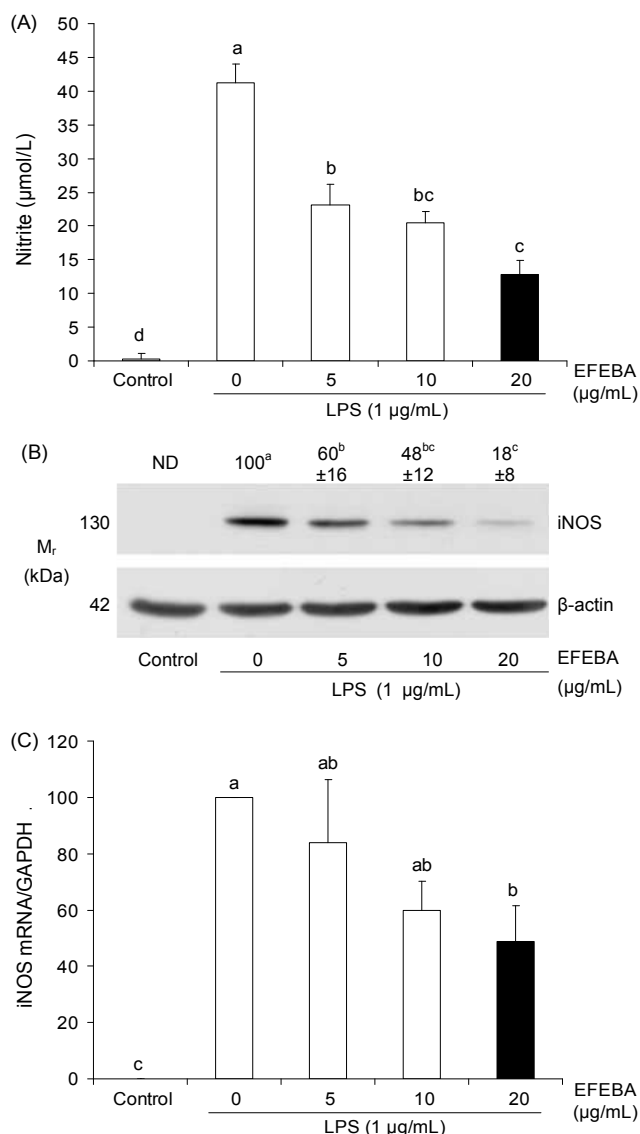 (A)
Nitrite (µmol/L)
50
45
40
35
30
25
20
15
10
5
0
d
a
b
bc
c
Control 0 5 10 20 EFEBA
(µg/mL)
LPS (1 µg/mL)
(B)
ND 100ᵃ 60ᵇ 48ᵇᶜ 18ᶜ
±16 ±12 ±8
130 iNOS
Mᵣ
(kDa)
42 β-actin
Control 0 5 10 20 EFEBA
LPS (1 µg/mL) (µg/mL)
(C)
iNOS mRNA/GAPDH .
120
100
80
60
40
20
0
c
a
ab
ab
b
Control 0 5 10 20 EFEBA
(µg/mL)
LPS (1 µg/mL)